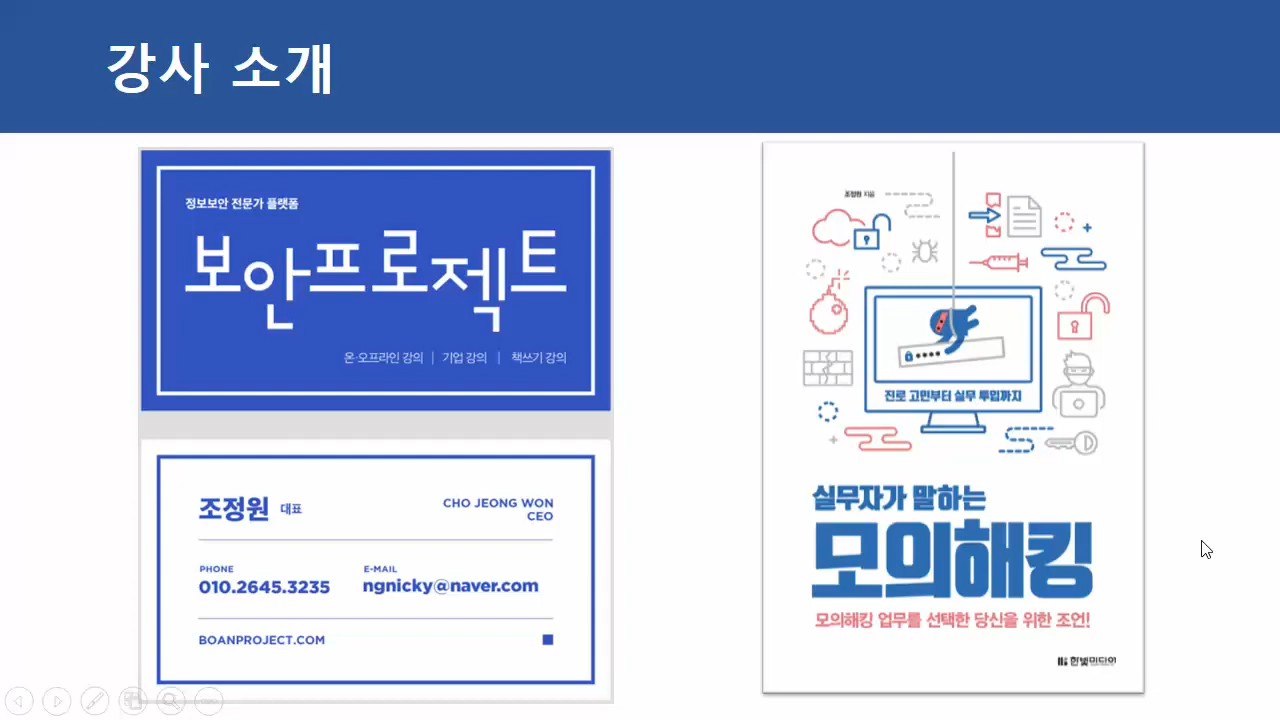 강사 소개
정보보안 전문가 플랫폼
보안프로젝트
온·오프라인 강의 | 기업 강의 | 책쓰기 강의
조정원 대표
CHO JEONG WON
CEO
PHONE
010.2645.3235
E-MAIL
ngnicky@naver.com
BOANPROJECT.COM
조정원 지음
진로 고민부터 실무 투입까지
실무자가 말하는
모의해킹
모의해킹 업무를 선택한 당신을 위한 조언!
한빛미디어